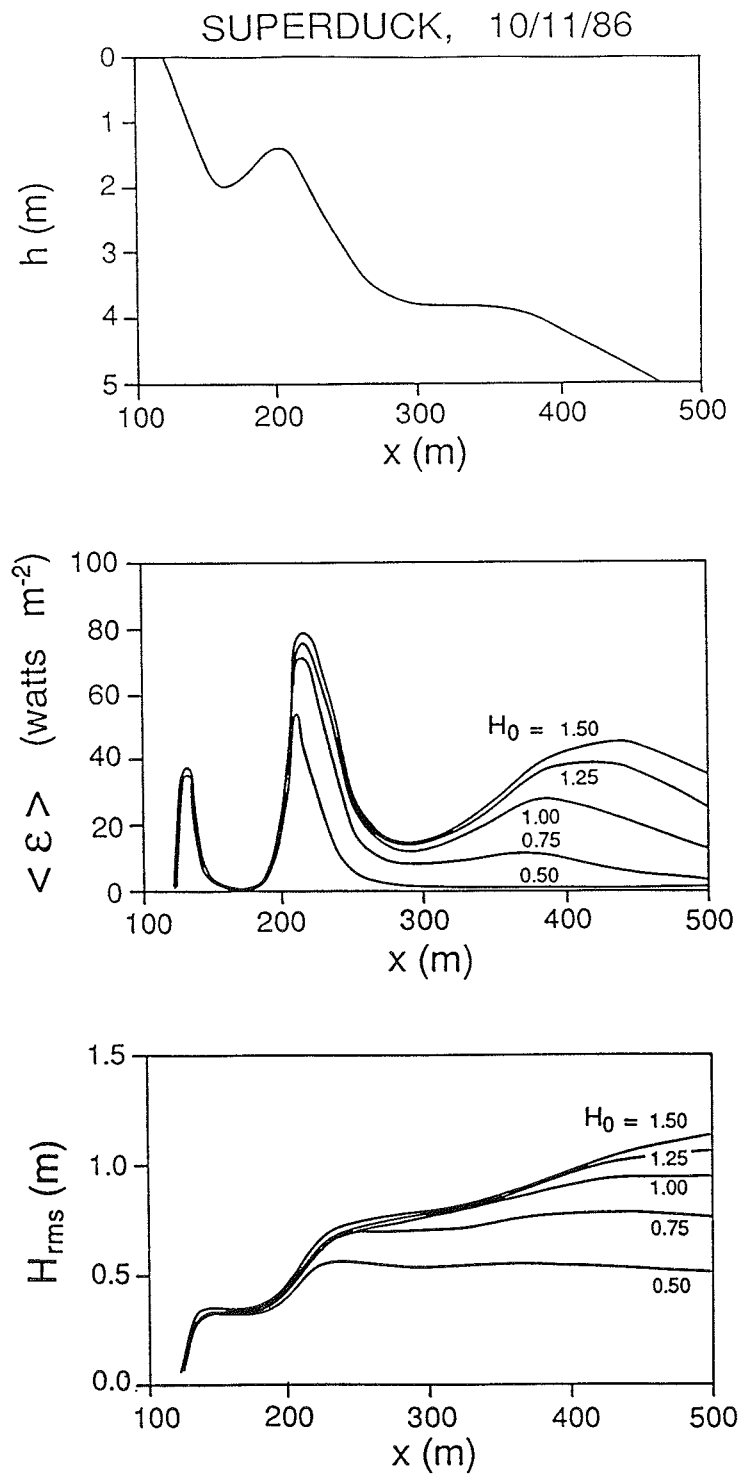 SUPERDUCK, 10/11/86
0
1
2
3
4
5
h (m)
100 200 300 400 500
x (m)
100
80
60
40
20
0
< ε > (watts m-2)
H0 = 1.50
1.25
1.00
0.75
0.50
100 200 300 400 500
x (m)
1.5
1.0
0.5
0.0
Hrms (m)
H0 = 1.50
1.25
1.00
0.75
0.50
100 200 300 400 500
x (m)